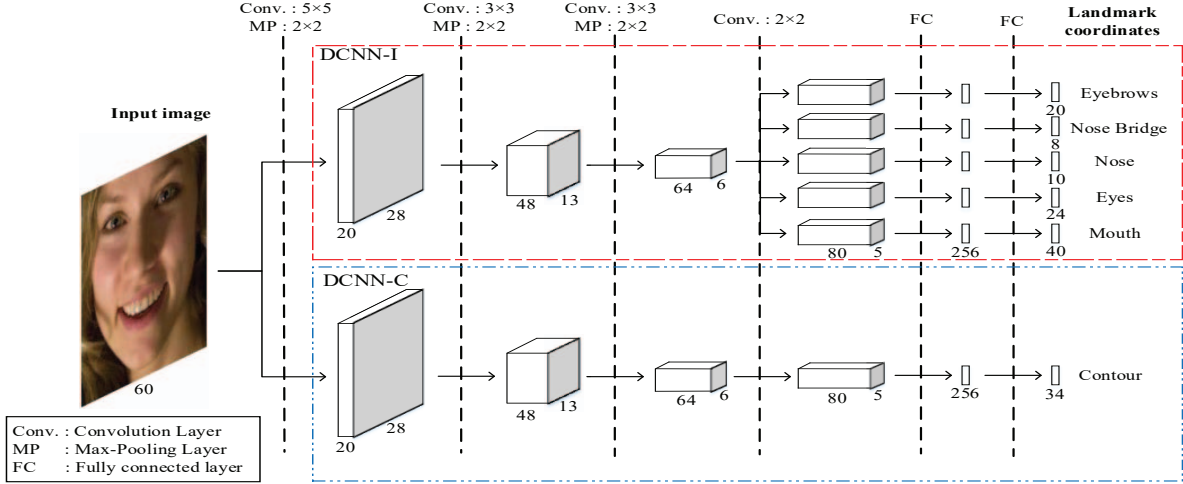 Conv. : 5×5
MP : 2×2
Conv. : 3×3
MP : 2×2
Conv. : 3×3
MP : 2×2
Conv. : 2×2
FC
FC
Landmark
coordinates
Input image
60
DCNN-I
20
28
48
13
64
6
80
5
256
20
Eyebrows
8
Nose Bridge
10
Nose
24
Eyes
40
Mouth
DCNN-C
20
28
48
13
64
6
80
5
256
34
Contour
Conv. : Convolution Layer
MP : Max-Pooling Layer
FC : Fully connected layer